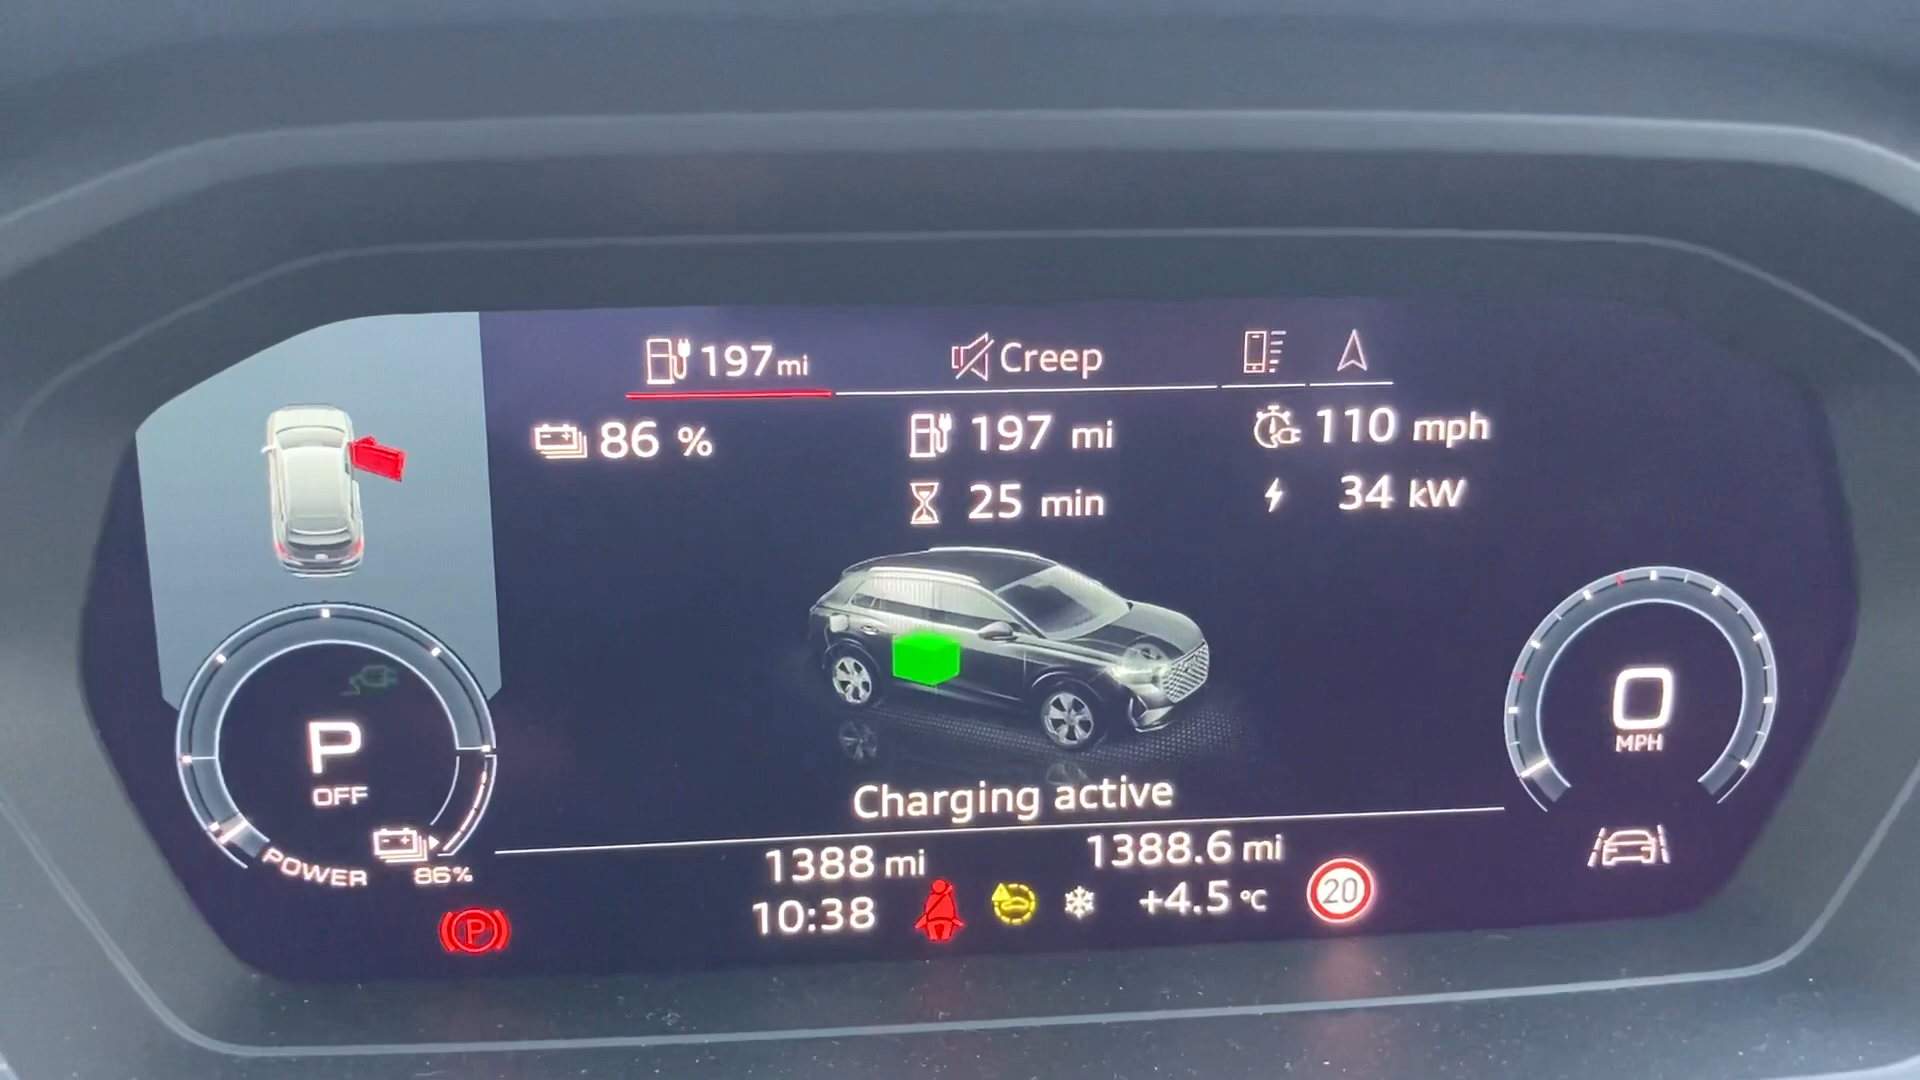 197 mi
Creep
86 %
197 mi
110 mph
25 min
34 kW
P
OFF
POWER
86%
0
MPH
Charging active
1388 mi
1388.6 mi
10:38
+4.5 °C
20
P